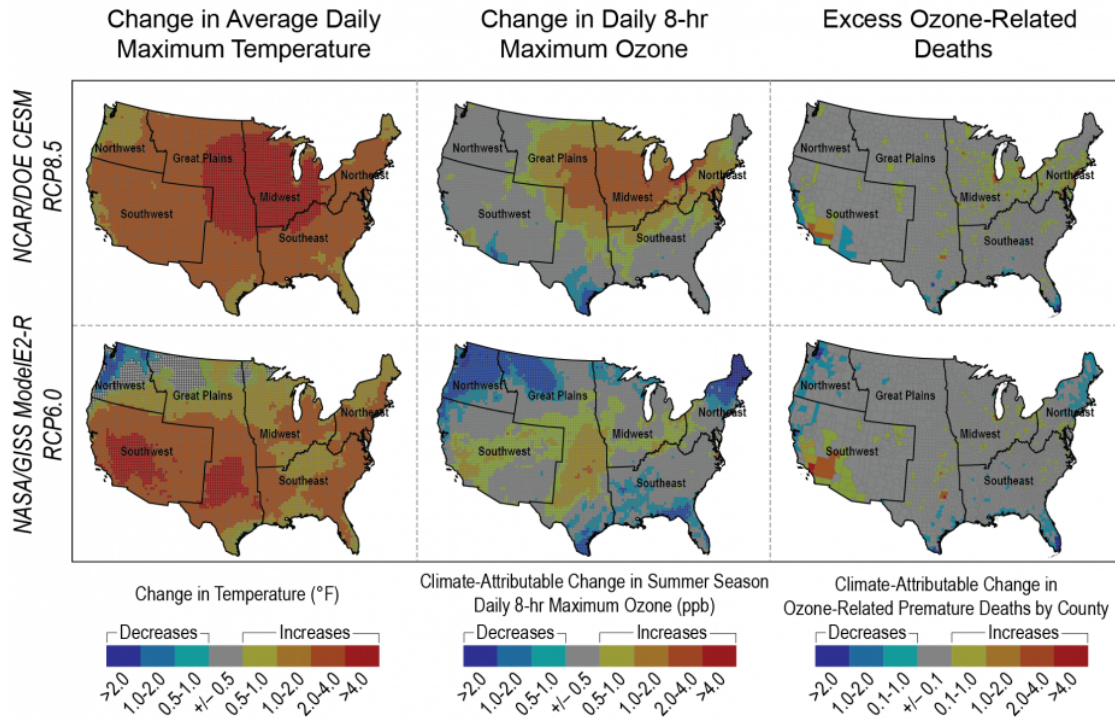 Change in Average Daily
Maximum Temperature
Change in Daily 8-hr
Maximum Ozone
Excess Ozone-Related
Deaths
NCAR/DOE CESM
RCP8.5
Northwest
Great Plains
Midwest
Northeast
Southwest
Southeast
Northwest
Great Plains
Midwest
Northeast
Southwest
Southeast
Northwest
Great Plains
Midwest
Northeast
Southwest
Southeast
NASA/GISS ModelE2-R
RCP6.0
Northwest
Great Plains
Midwest
Northeast
Southwest
Southeast
Northwest
Great Plains
Midwest
Northeast
Southwest
Southeast
Northwest
Great Plains
Midwest
Northeast
Southwest
Southeast
Change in Temperature (°F)
Decreases Increases
>2.0 1.0-2.0 0.5-1.0 +/- 0.5 0.5-1.0 1.0-2.0 2.0-4.0 >4.0
Climate-Attributable Change in Summer Season
Daily 8-hr Maximum Ozone (ppb)
Decreases Increases
>2.0 1.0-2.0 0.5-1.0 +/- 0.5 0.5-1.0 1.0-2.0 2.0-4.0 >4.0
Climate-Attributable Change in
Ozone-Related Premature Deaths by County
Decreases Increases
>2.0 1.0-2.0 0.1-1.0 +/- 0.1 0.1-1.0 1.0-2.0 2.0-4.0 >4.0